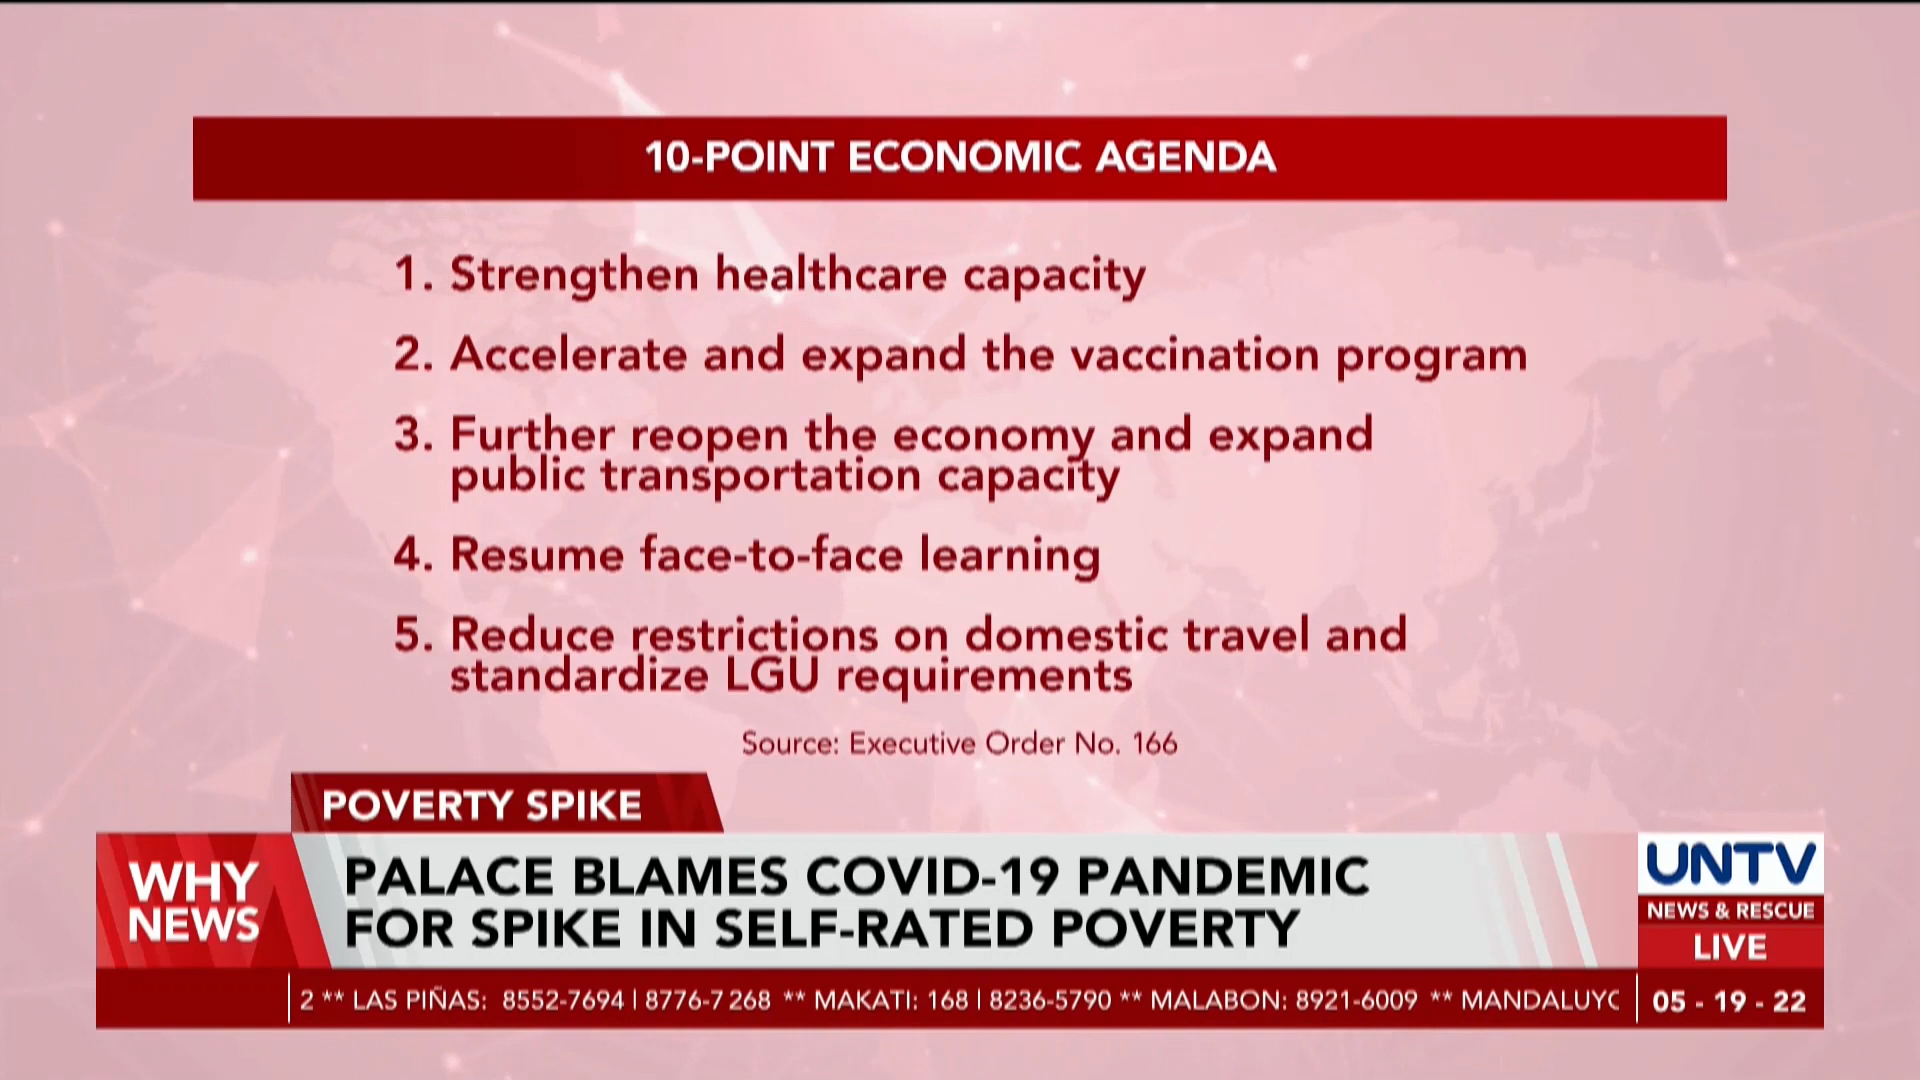 10-POINT ECONOMIC AGENDA
1. Strengthen healthcare capacity
2. Accelerate and expand the vaccination program
3. Further reopen the economy and expand
public transportation capacity
4. Resume face-to-face learning
5. Reduce restrictions on domestic travel and
standardize LGU requirements
Source: Executive Order No. 166
POVERTY SPIKE
WHY
NEWS
PALACE BLAMES COVID-19 PANDEMIC
FOR SPIKE IN SELF-RATED POVERTY
UNTV
NEWS & RESCUE
LIVE
2 ** LAS PIÑAS: 8552-7694 | 8776-7268 ** MAKATI: 168 | 8236-5790 ** MALABON: 8921-6009 ** MANDALUYO
05 - 19 - 22